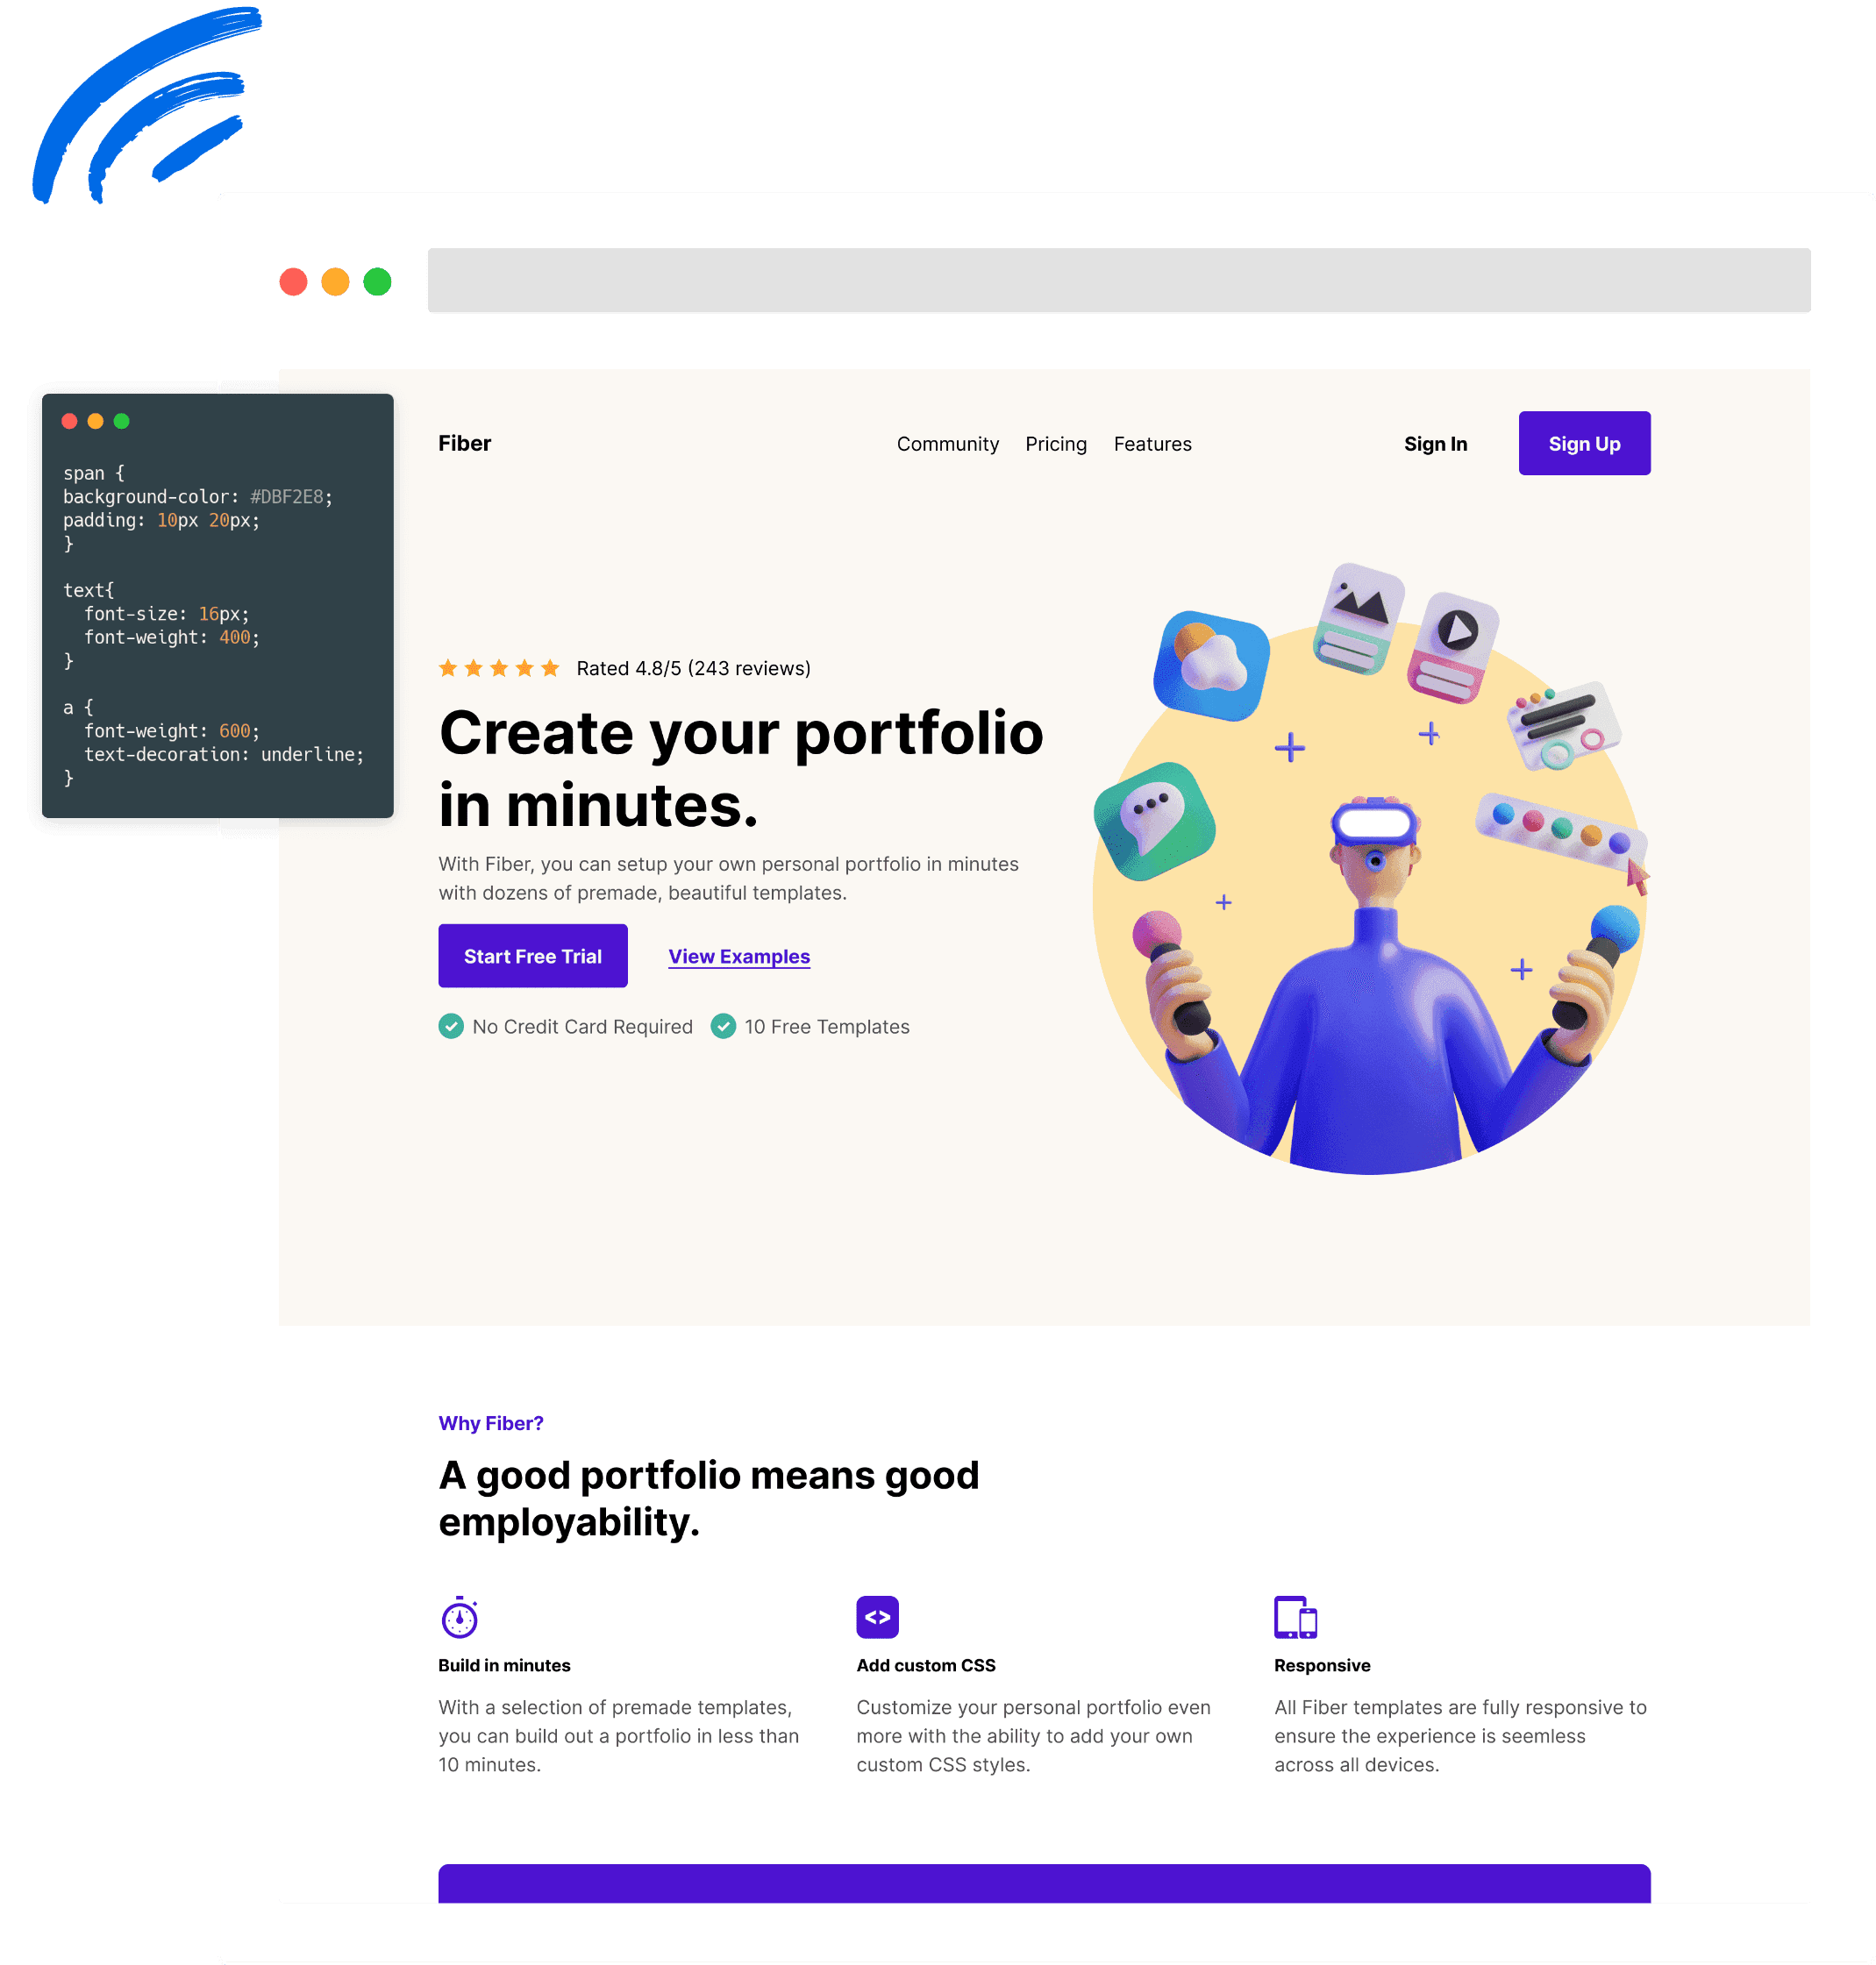 span {
background-color: #DBF2E8;
padding: 10px 20px;
}
text{
font-size: 16px;
font-weight: 400;
}
a {
font-weight: 600;
text-decoration: underline;
}
Fiber
Community Pricing Features
Sign In
Sign Up
Rated 4.8/5 (243 reviews)
Create your portfolio
in minutes.
With Fiber, you can setup your own personal portfolio in minutes
with dozens of premade, beautiful templates.
Start Free Trial
View Examples
No Credit Card Required
10 Free Templates
Why Fiber?
A good portfolio means good
employability.
Build in minutes
With a selection of premade templates,
you can build out a portfolio in less than
10 minutes.
<>
Add custom CSS
Customize your personal portfolio even
more with the ability to add your own
custom CSS styles.
Responsive
All Fiber templates are fully responsive to
ensure the experience is seemless
across all devices.